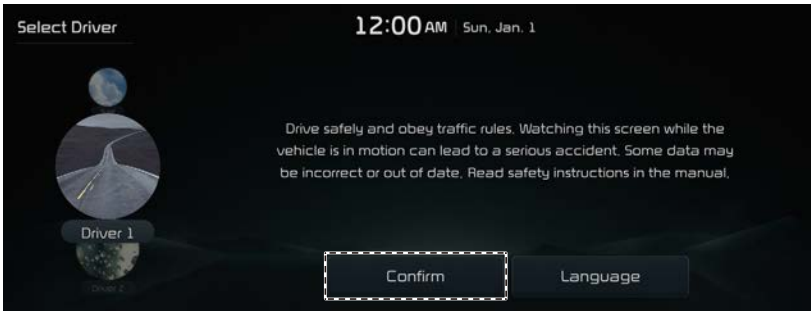 Select Driver
12:00 AM Sun, Jan. 1
Drive safely and obey traffic rules. Watching this screen while the
vehicle is in motion can lead to a serious accident. Some data may
be incorrect or out of date. Read safety instructions in the manual.
Driver 1
Driver 2
Confirm
Language